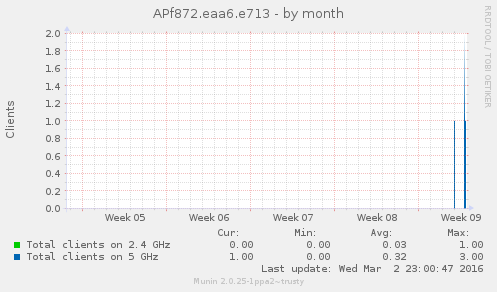 APf872.eaa6.e713 - by month
RRDTOOL / TOBI OETIKER
Clients
2.0
1.8
1.6
1.4
1.2
1.0
0.8
0.6
0.4
0.2
0.0
Week 05 Week 06 Week 07 Week 08 Week 09
Cur: Min: Avg: Max:
Total clients on 2.4 GHz 0.00 0.00 0.03 1.00
Total clients on 5 GHz 1.00 0.00 0.32 3.00
Last update: Wed Mar 2 23:00:47 2016
Munin 2.0.25-1ppa2~trusty